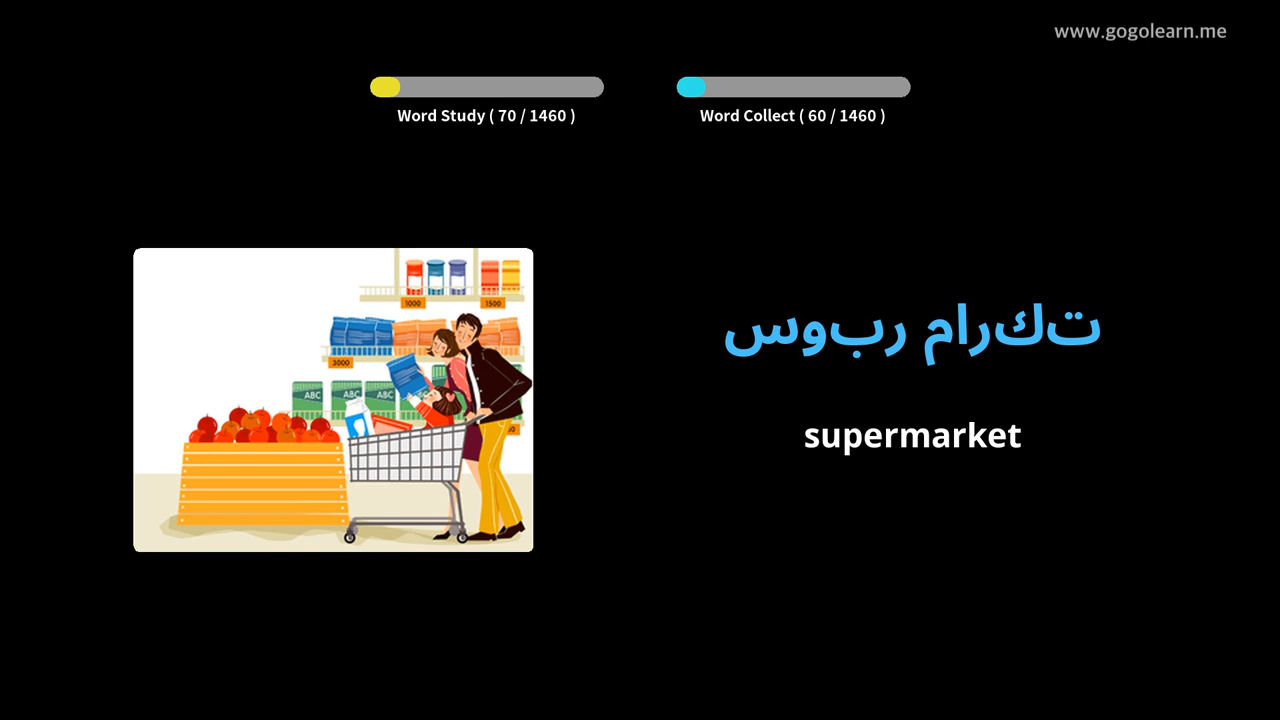 www.gogolearn.me
Word Study ( 70 / 1460 )
Word Collect ( 60 / 1460 )
1000
1500
3000
ABC
ABC
ABC
تكرام ربوس
supermarket